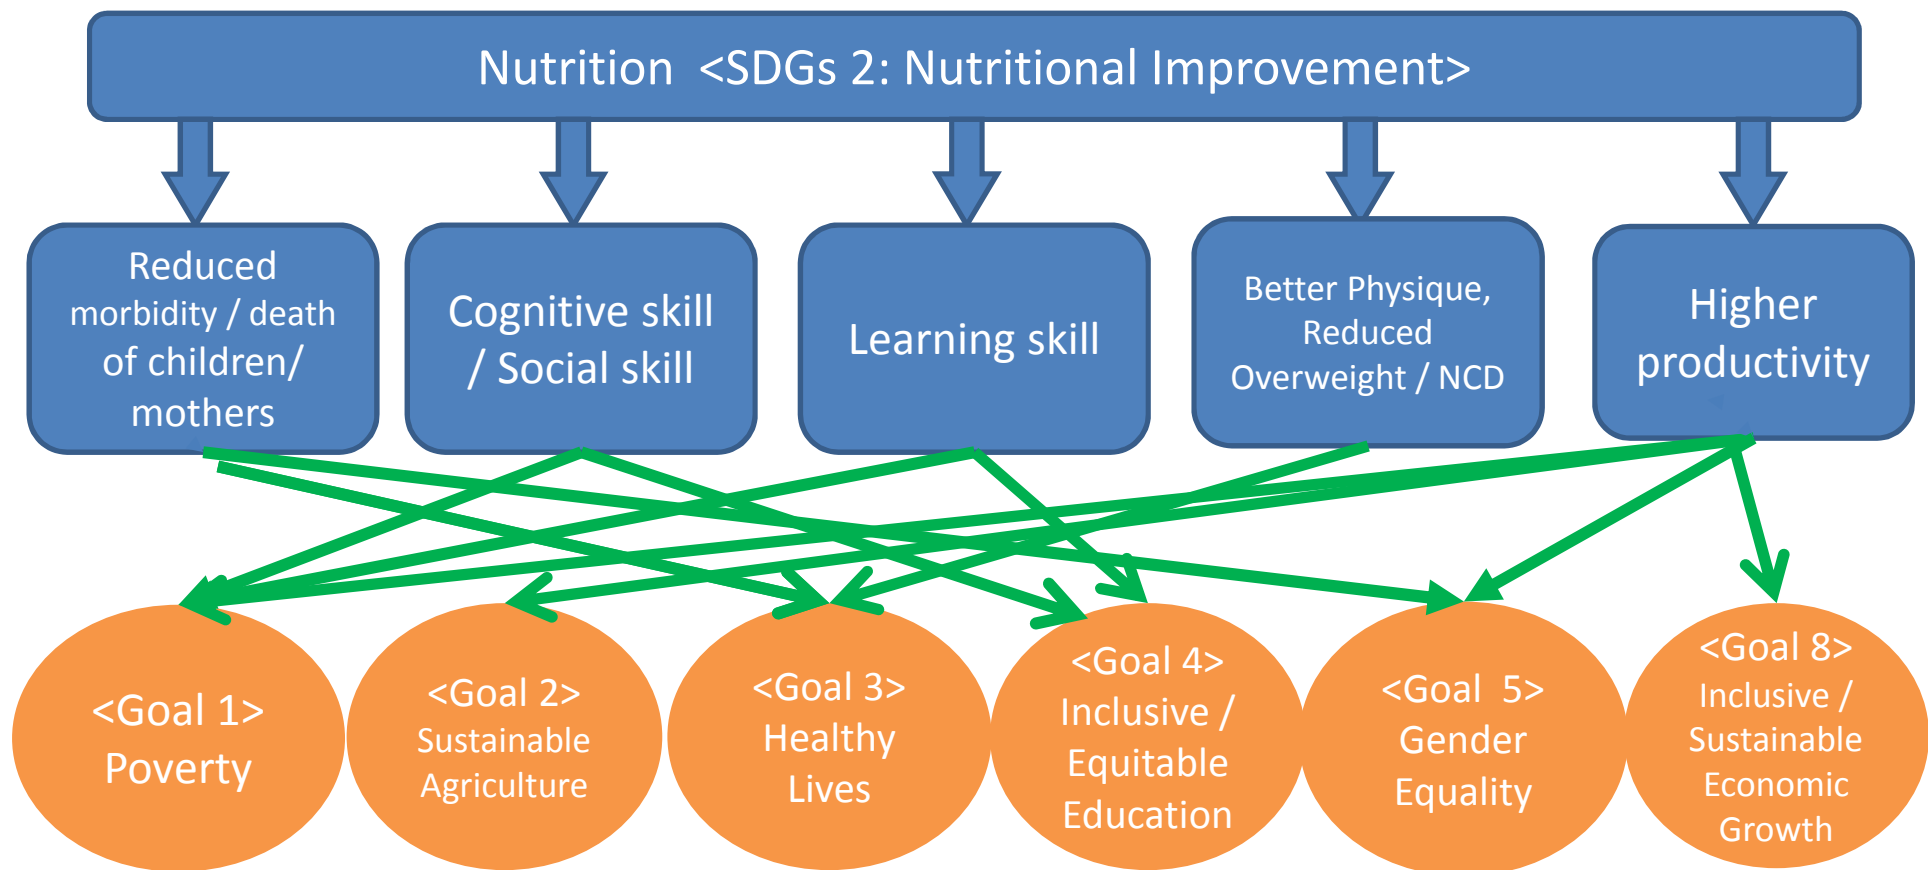 Nutrition <SDGs 2: Nutritional Improvement>
Reduced
morbidity / death
of children/
mothers
Cognitive skill
/ Social skill
Learning skill
Better Physique,
Reduced
Overweight / NCD
Higher
productivity
<Goal 1>
Poverty
<Goal 2>
Sustainable
Agriculture
<Goal 3>
Healthy
Lives
<Goal 4>
Inclusive /
Equitable
Education
<Goal 5>
Gender
Equality
<Goal 8>
Inclusive /
Sustainable
Economic
Growth